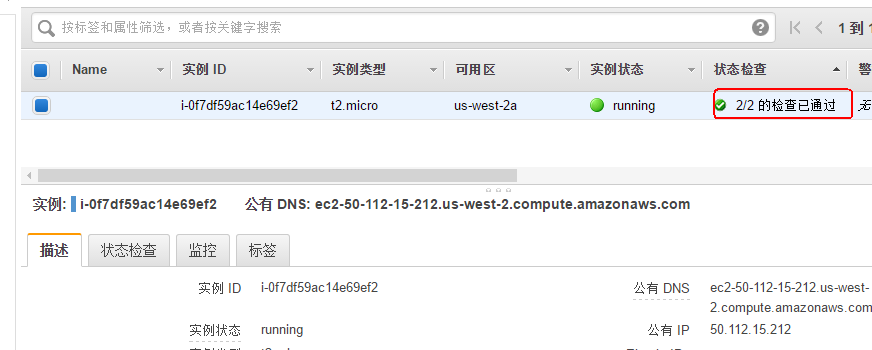 按标签和属性筛选，或者按关键字搜索 1 到 1
Name 实例 ID 实例类型 可用区 实例状态 状态检查 警
i-0f7df59ac14e69ef2 t2.micro us-west-2a running 2/2 的检查已通过 无
实例: i-0f7df59ac14e69ef2 公有 DNS: ec2-50-112-15-212.us-west-2.compute.amazonaws.com
描述 状态检查 监控 标签
实例 ID i-0f7df59ac14e69ef2 公有 DNS ec2-50-112-15-212.us-west-
2.compute.amazonaws.com
实例状态 running 公有 IP 50.112.15.212